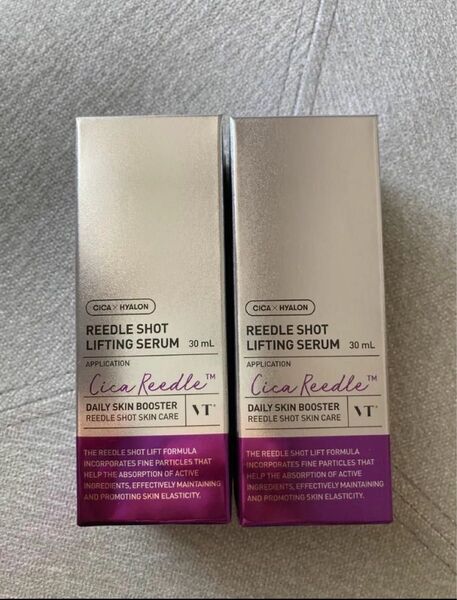 CICA × HYALON
REEDLE SHOT
LIFTING SERUM 30 mL
APPLICATION
Cica Reedle™
DAILY SKIN BOOSTER
REEDLE SHOT SKIN CARE
VT®
THE REEDLE SHOT LIFT FORMULA
INCORPORATES FINE PARTICLES THAT
HELP THE ABSORPTION OF ACTIVE
INGREDIENTS, EFFECTIVELY MAINTAINING
AND PROMOTING SKIN ELASTICITY.
CICA × HYALON
REEDLE SHOT
LIFTING SERUM 30 mL
APPLICATION
Cica Reedle™
DAILY SKIN BOOSTER
REEDLE SHOT SKIN CARE
VT®
THE REEDLE SHOT LIFT FORMULA
INCORPORATES FINE PARTICLES THAT
HELP THE ABSORPTION OF ACTIVE
INGREDIENTS, EFFECTIVELY MAINTAINING
AND PROMOTING SKIN ELASTICITY.